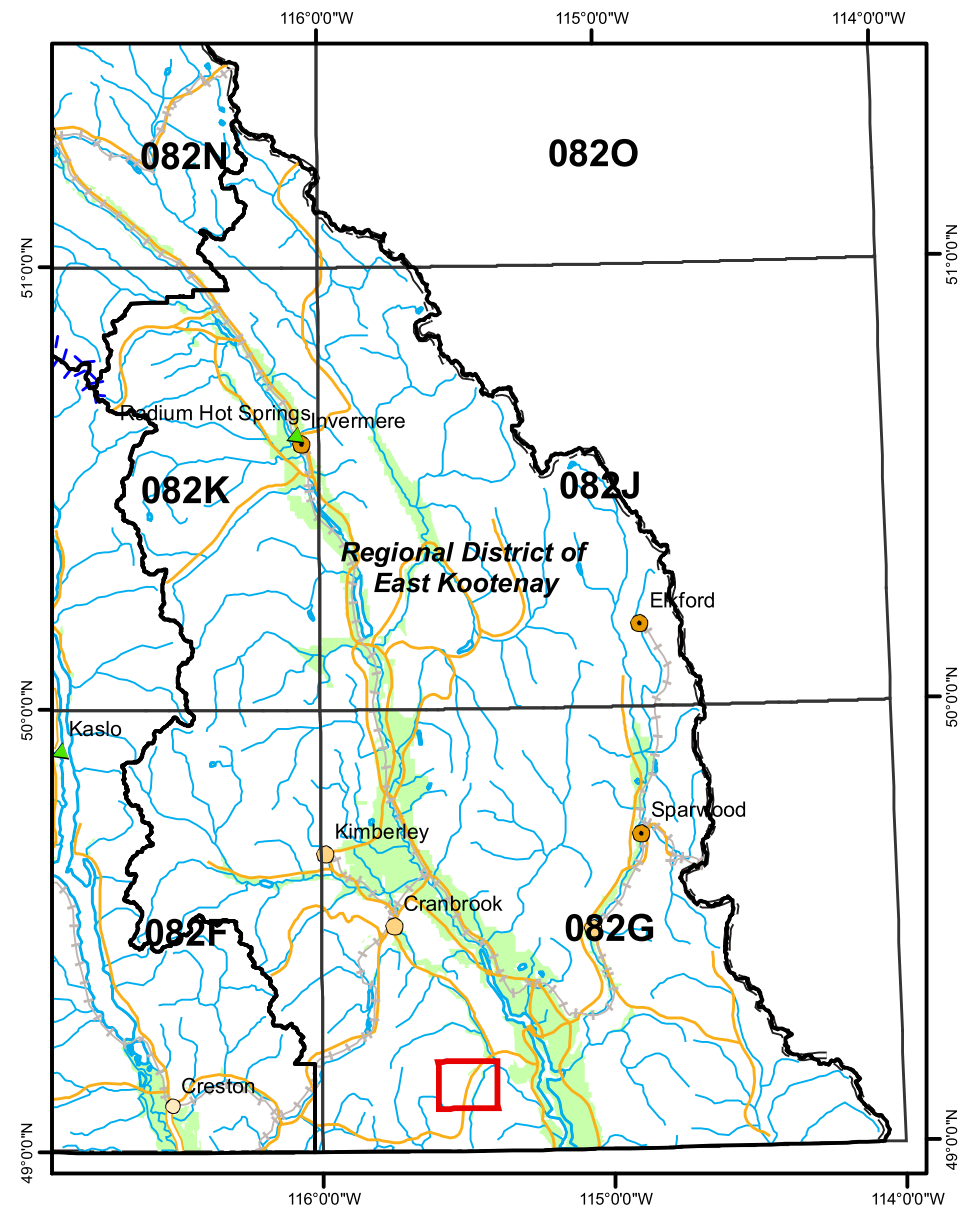 116°0'0"W
115°0'0"W
114°0'0"W
082N
082O
51°0'0"N
51°0'0"N
Radium Hot Springs
Invermere
082K
082J
Regional District of
East Kootenay
Elkford
50°0'0"N
50°0'0"N
Kaslo
Sparwood
Kimberley
Cranbrook
082F
082G
Creston
49°0'0"N
49°0'0"N
116°0'0"W
115°0'0"W
114°0'0"W